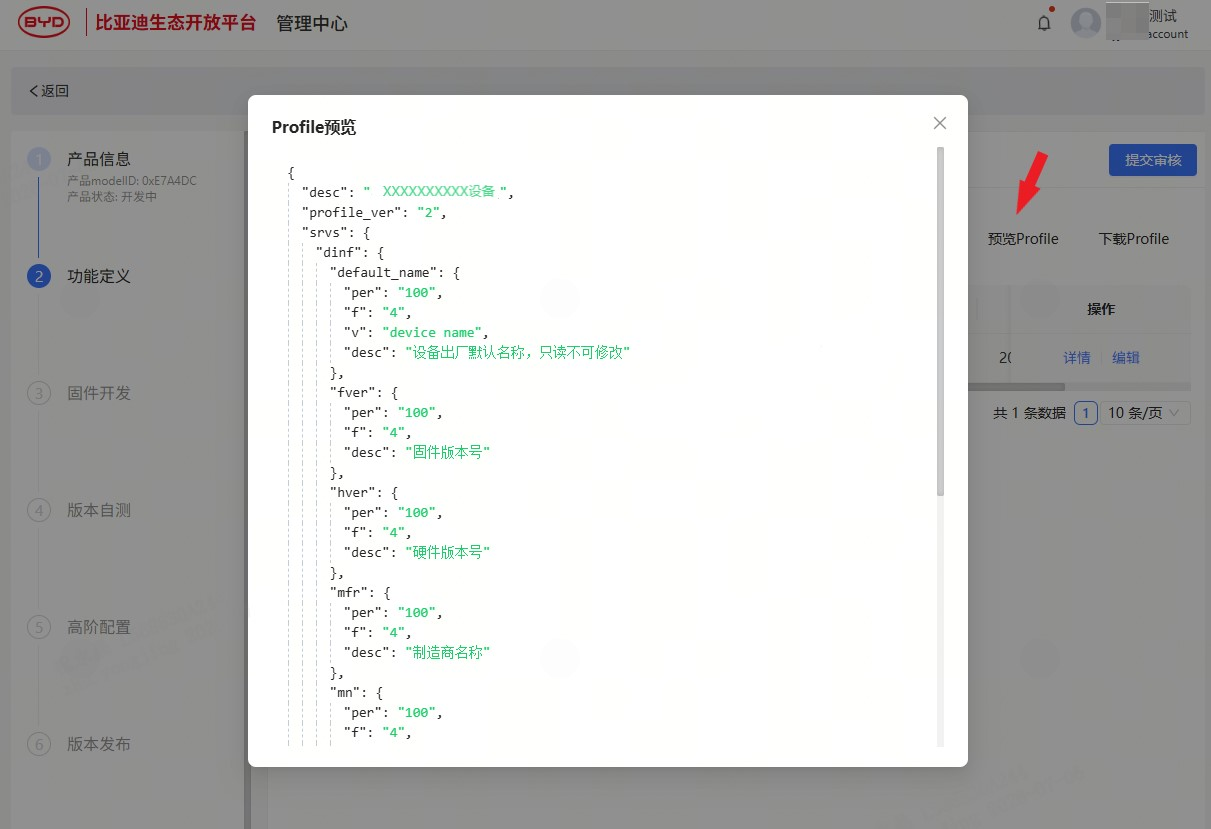 BYD 比亚迪生态开放平台 管理中心
测试
account
返回
Profile预览
提交审核
预览Profile 下载Profile
1 产品信息
产品modelID: 0xE7A4DC
产品状态: 开发中
2 功能定义
3 固件开发
4 版本自测
5 高阶配置
6 版本发布
{
"desc": " XXXXXXXXXX设备 ",
"profile_ver": "2",
"srvs": {
"dinf": {
"default_name": {
"per": "100",
"f": "4",
"v": "device name",
"desc": "设备出厂默认名称，只读不可修改"
},
"fver": {
"per": "100",
"f": "4",
"desc": "固件版本号"
},
"hver": {
"per": "100",
"f": "4",
"desc": "硬件版本号"
},
"mfr": {
"per": "100",
"f": "4",
"desc": "制造商名称"
},
"mn": {
"per": "100",
"f": "4",
操作
详情 编辑
共 1 条数据 1 10 条/页